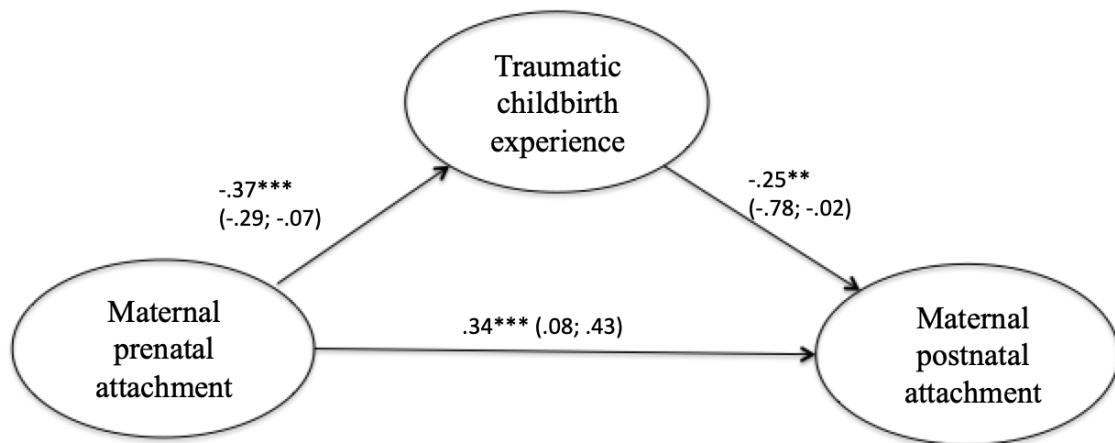 Traumatic
childbirth
experience
-.37***
(-.29; -.07)
-.25**
(-.78; -.02)
Maternal
prenatal
attachment
.34*** (.08; .43)
Maternal
postnatal
attachment